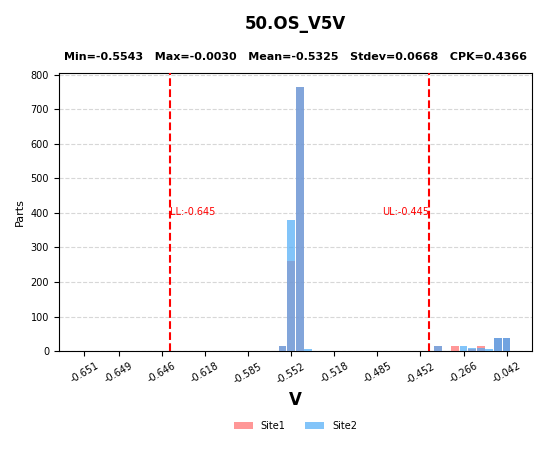 50.OS_V5V
Min=-0.5543 Max=-0.0030 Mean=-0.5325 Stdev=0.0668 CPK=0.4366
800
700
600
500
400
300
200
100
0
Parts
LL:-0.645
UL:-0.445
-0.651 -0.649 -0.646 -0.618 -0.585 -0.552 -0.518 -0.485 -0.452 -0.266 -0.042
V
Site1 Site2